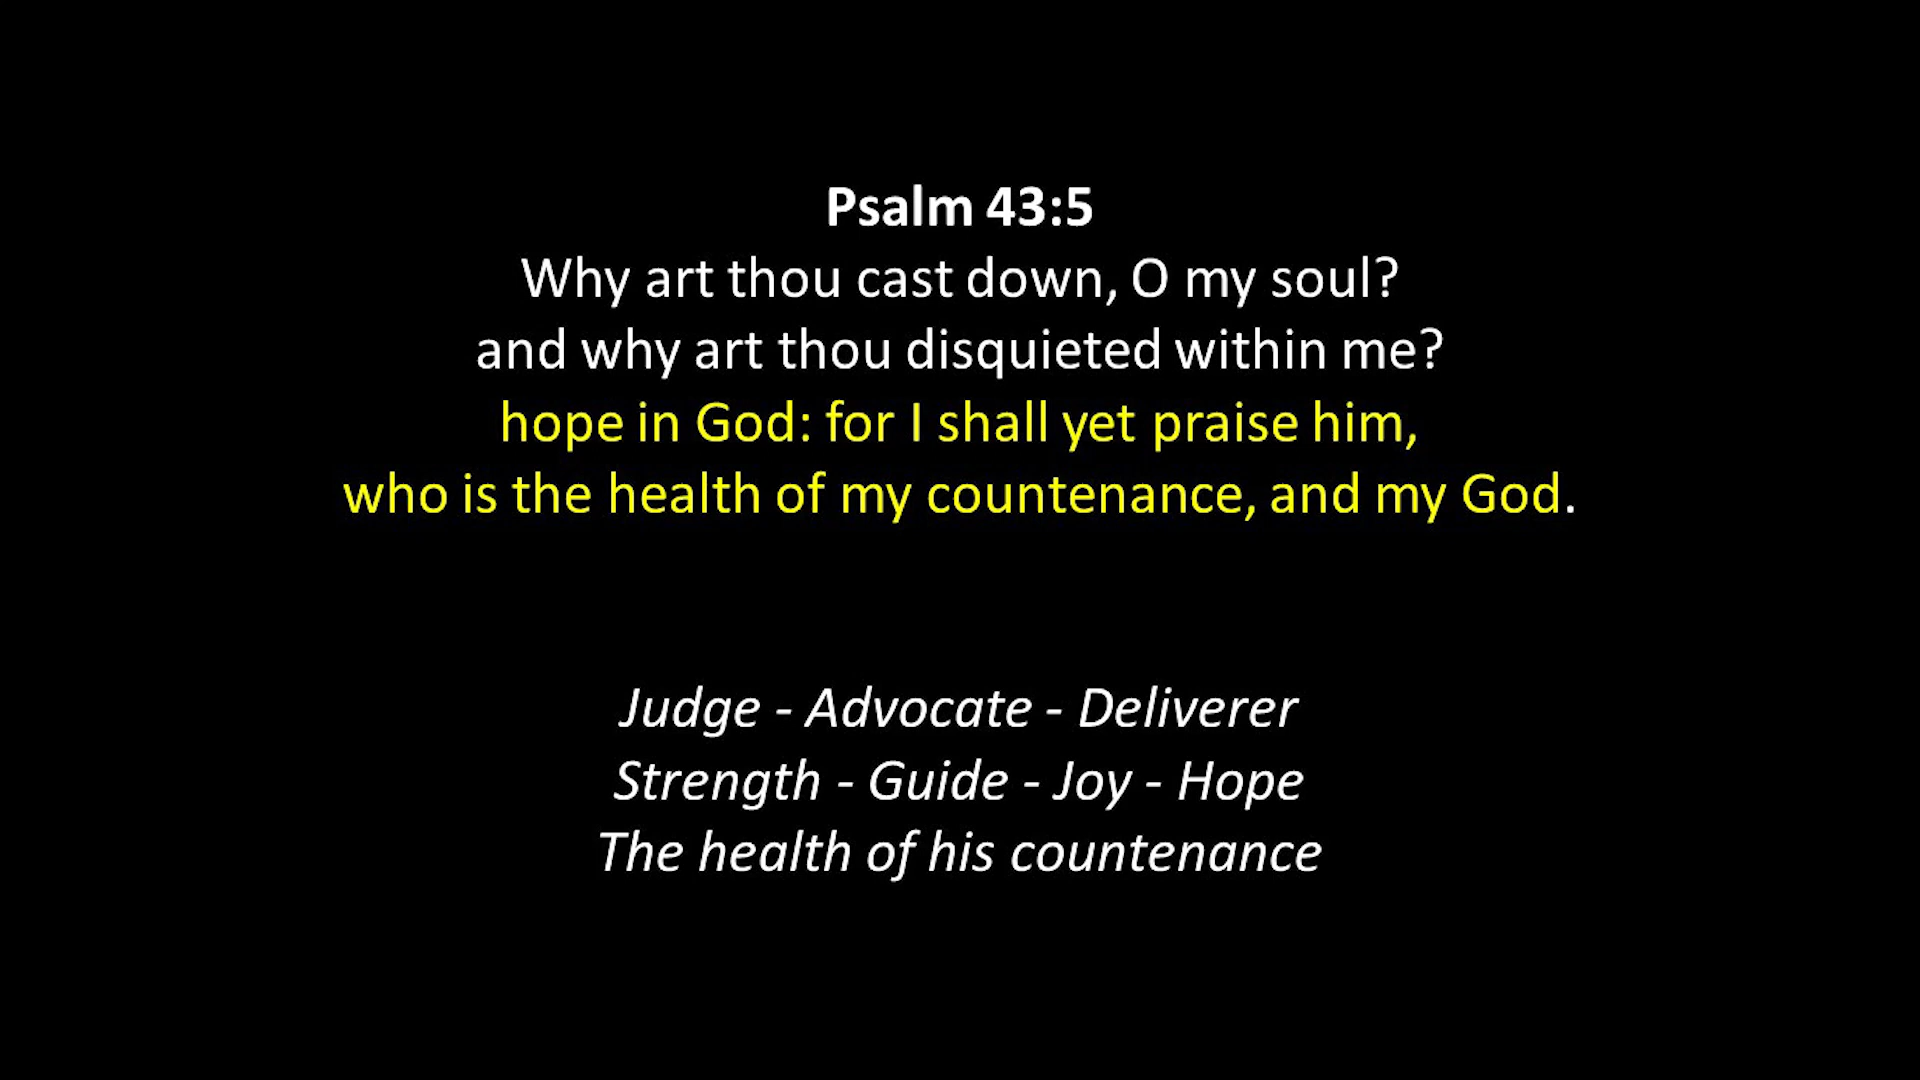 Psalm 43:5
Why art thou cast down, O my soul?
and why art thou disquieted within me?
hope in God: for I shall yet praise him,
who is the health of my countenance, and my God.
Judge - Advocate - Deliverer
Strength - Guide - Joy - Hope
The health of his countenance